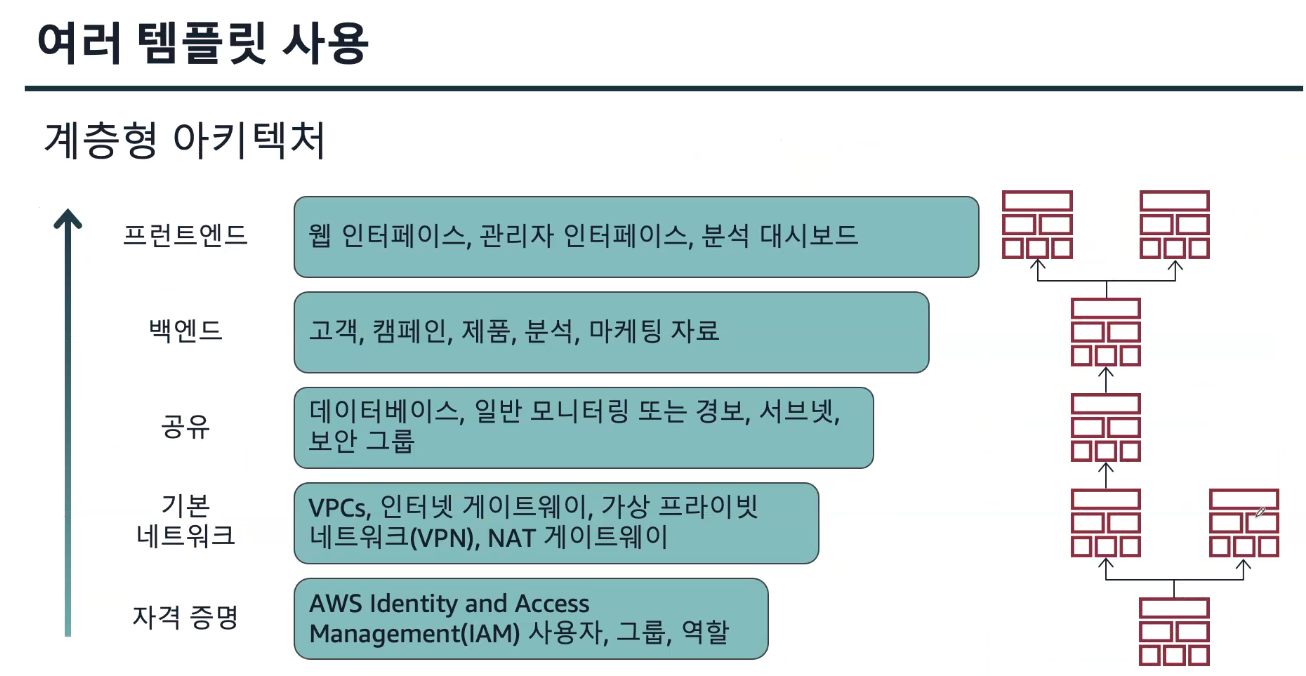 여러 템플릿 사용
계층형 아키텍처
프런트엔드
웹 인터페이스, 관리자 인터페이스, 분석 대시보드
백엔드
고객, 캠페인, 제품, 분석, 마케팅 자료
공유
데이터베이스, 일반 모니터링 또는 경보, 서브넷,
보안 그룹
기본
네트워크
VPCs, 인터넷 게이트웨이, 가상 프라이빗
네트워크(VPN), NAT 게이트웨이
자격 증명
AWS Identity and Access
Management(IAM) 사용자, 그룹, 역할